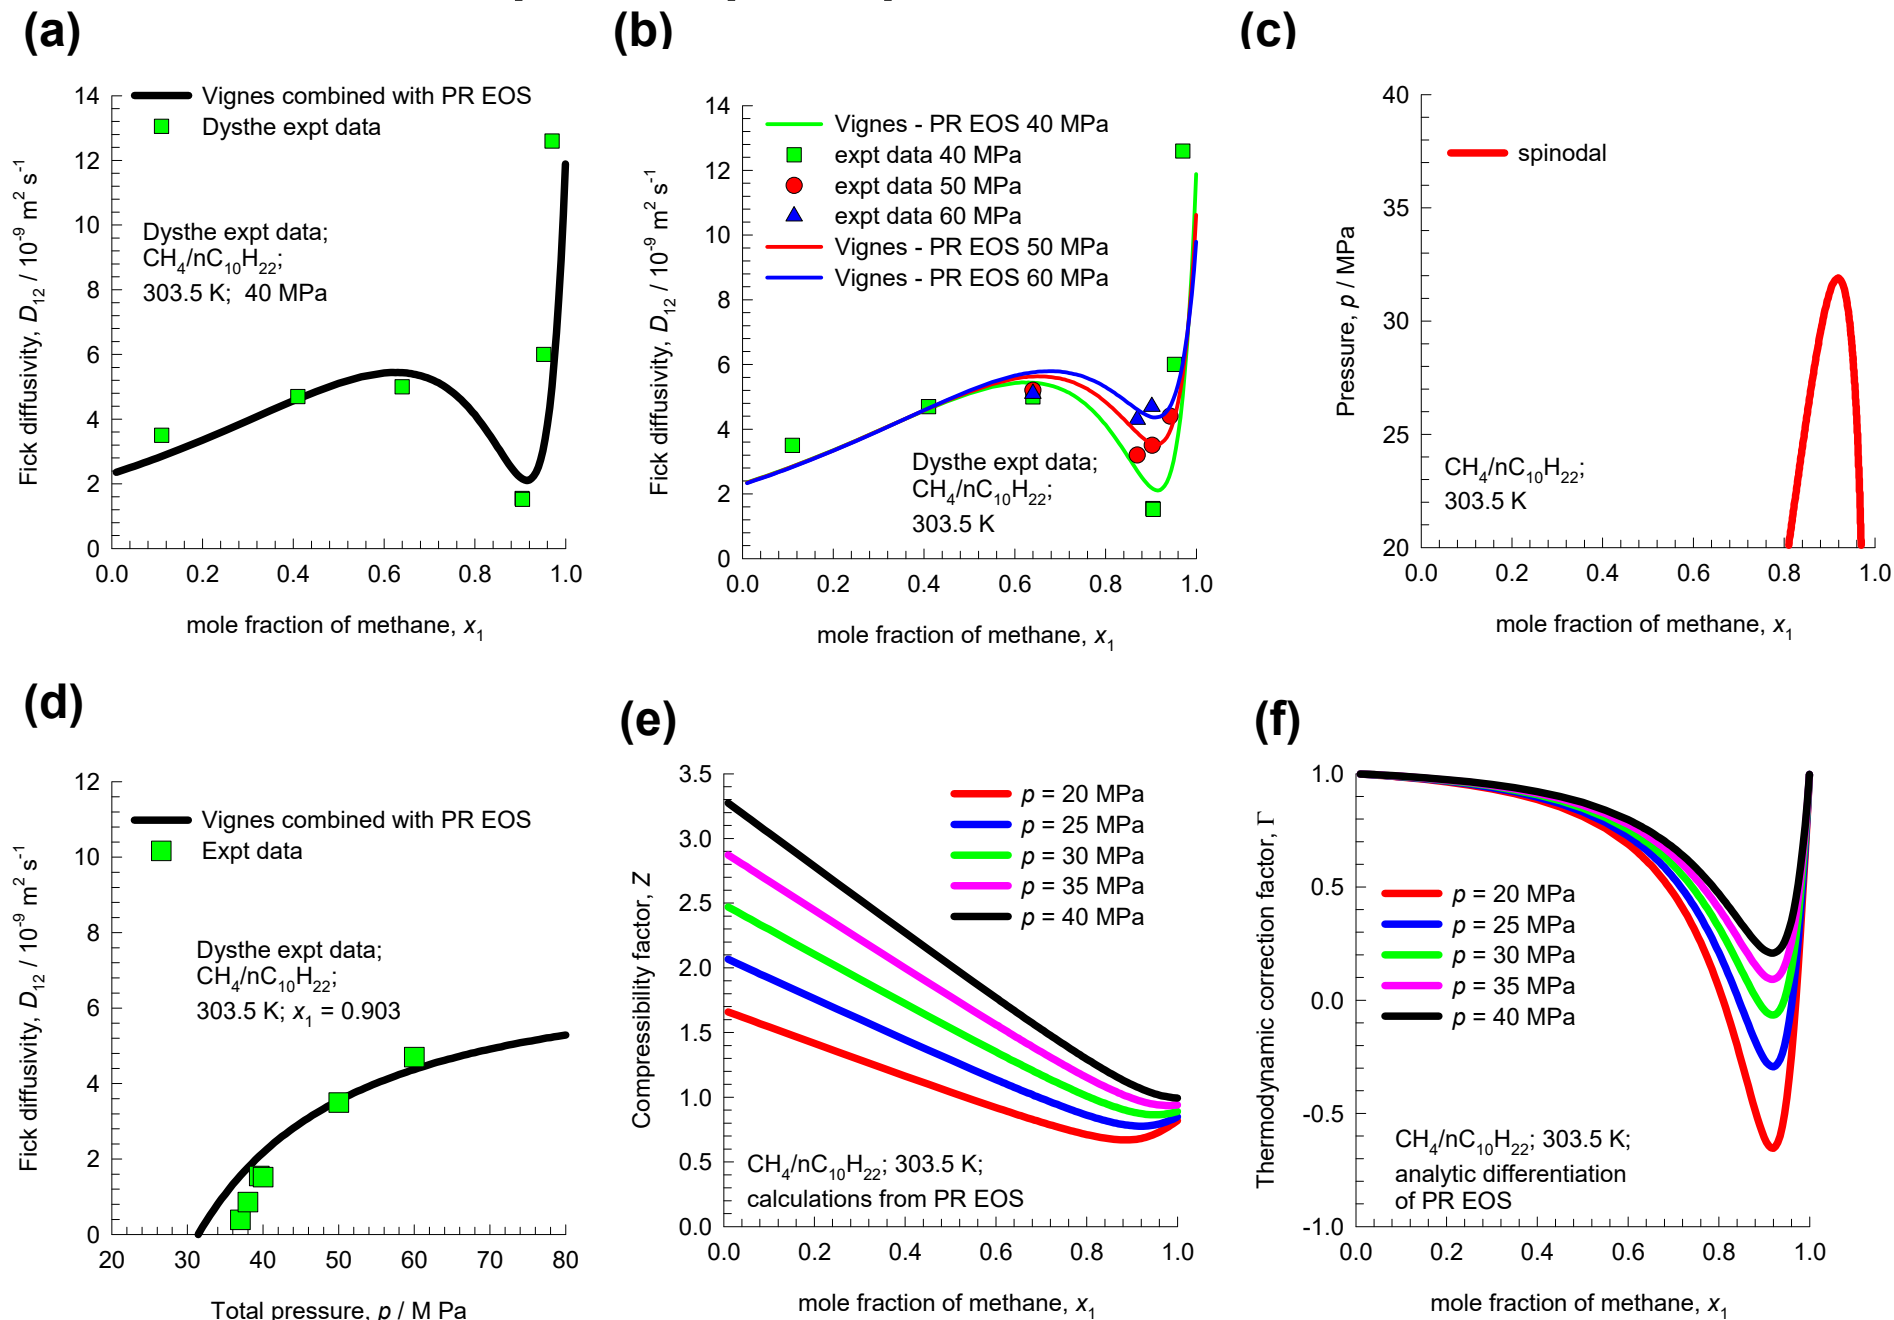 (a)
14
12
10
8
6
4
2
0
Fick diffusivity, D12 / 10-9 m2 s-1
Vignes combined with PR EOS
Dysthe expt data
Dysthe expt data;
CH4/nC10H22;
303.5 K; 40 MPa
0.0 0.2 0.4 0.6 0.8 1.0
mole fraction of methane, x1
(b)
14
12
10
8
6
4
2
0
Fick diffusivity, D12 / 10-9 m2 s-1
Vignes - PR EOS 40 MPa
expt data 40 MPa
expt data 50 MPa
expt data 60 MPa
Vignes - PR EOS 50 MPa
Vignes - PR EOS 60 MPa
Dysthe expt data;
CH4/nC10H22;
303.5 K
0.0 0.2 0.4 0.6 0.8 1.0
mole fraction of methane, x1
(c)
40
35
30
25
20
Pressure, p / MPa
spinodal
CH4/nC10H22;
303.5 K
0.0 0.2 0.4 0.6 0.8 1.0
mole fraction of methane, x1
(d)
12
10
8
6
4
2
0
Fick diffusivity, D12 / 10-9 m2 s-1
Vignes combined with PR EOS
Expt data
Dysthe expt data;
CH4/nC10H22;
303.5 K; x1 = 0.903
20 30 40 50 60 70 80
Total pressure, p / M Pa
(e)
3.5
3.0
2.5
2.0
1.5
1.0
0.5
0.0
Compressibility factor, Z
p = 20 MPa
p = 25 MPa
p = 30 MPa
p = 35 MPa
p = 40 MPa
CH4/nC10H22; 303.5 K;
calculations from PR EOS
0.0 0.2 0.4 0.6 0.8 1.0
mole fraction of methane, x1
(f)
1.0
0.5
0.0
-0.5
-1.0
Thermodynamic correction factor, Γ
p = 20 MPa
p = 25 MPa
p = 30 MPa
p = 35 MPa
p = 40 MPa
CH4/nC10H22; 303.5 K;
analytic differentiation
of PR EOS
0.0 0.2 0.4 0.6 0.8 1.0
mole fraction of methane, x1